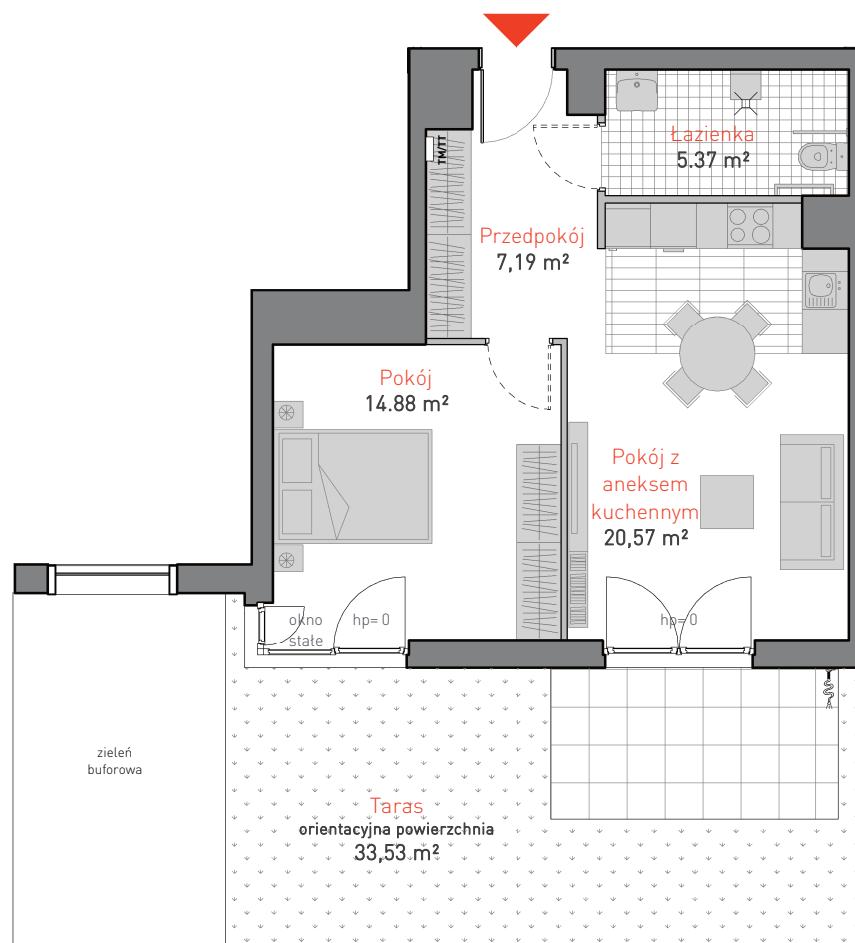 Łazienka
5.37 m²
TM/TT
Przedpokój
7,19 m²
Pokój
14.88 m²
Pokój z
aneksem
kuchennym
20,57 m²
okno
stałe
hp= 0
hp= 0
zieleń
buforowa
Taras
orientacyjna powierzchnia
33,53 m²